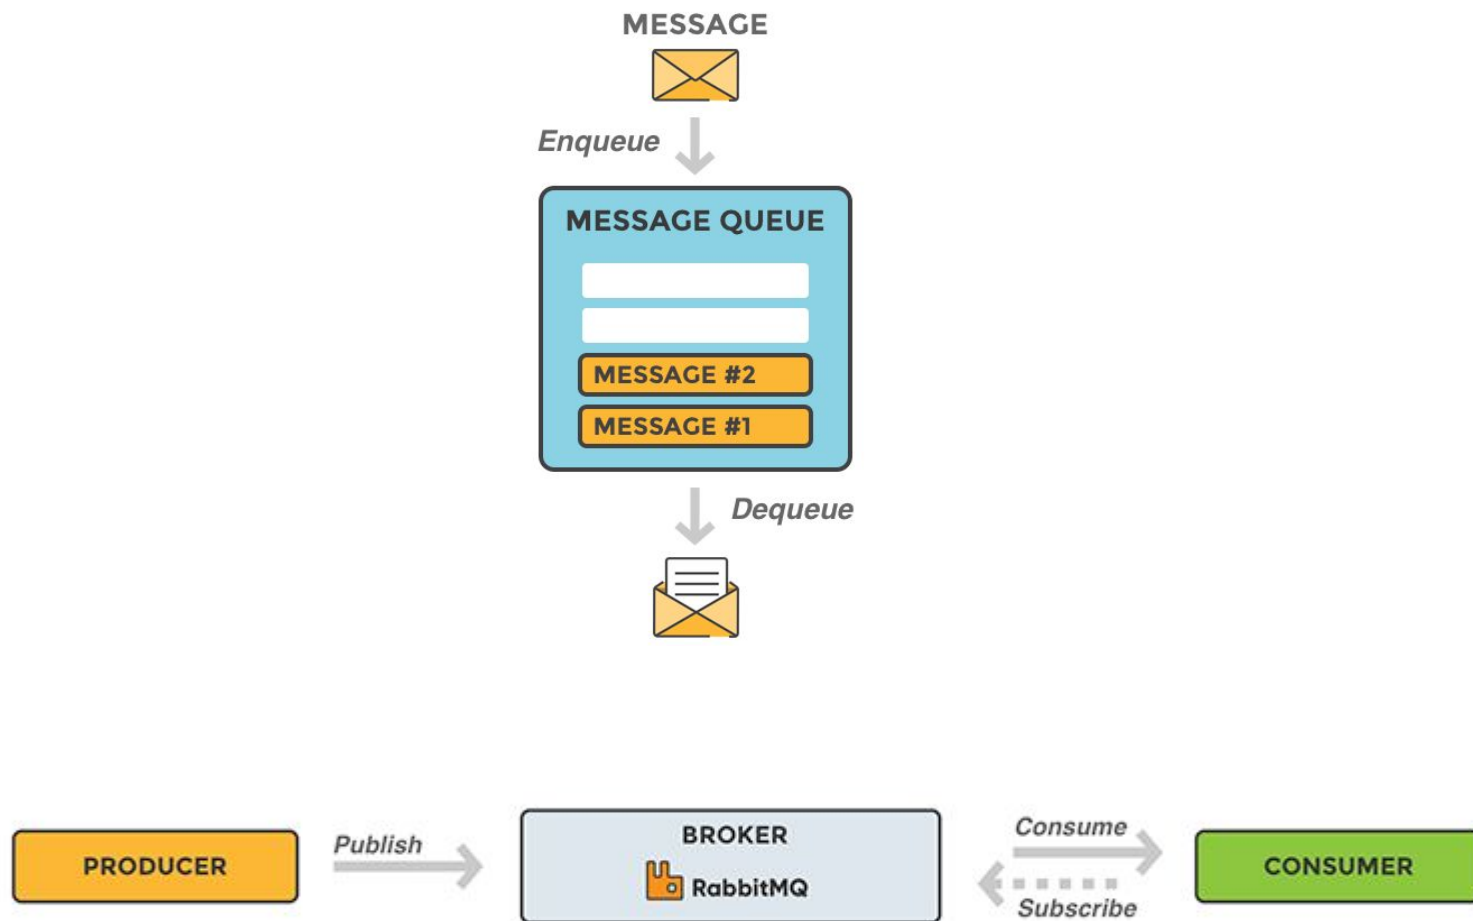 MESSAGE
Enqueue
MESSAGE QUEUE
MESSAGE #2
MESSAGE #1
Dequeue
PRODUCER
Publish
BROKER
RabbitMQ
Consume
Subscribe
CONSUMER